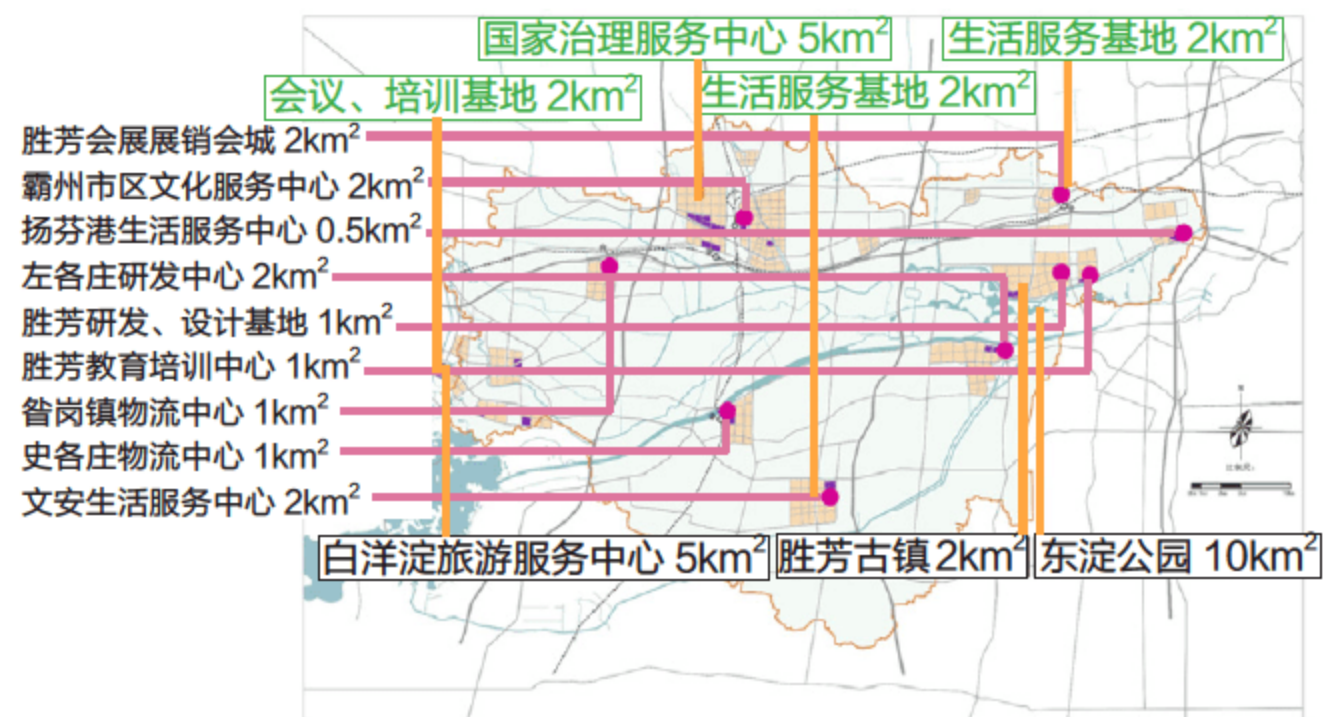 国家治理服务中心 5km²
生活服务基地 2km²
会议、培训基地 2km²
生活服务基地 2km²
胜芳会展展销会城 2km²
霸州市区文化服务中心 2km²
扬芬港生活服务中心 0.5km²
左各庄研发中心 2km²
胜芳研发、设计基地 1km²
胜芳教育培训中心 1km²
昝岗镇物流中心 1km²
史各庄物流中心 1km²
文安生活服务中心 2km²
白洋淀旅游服务中心 5km²
胜芳古镇2km²
东淀公园 10km²